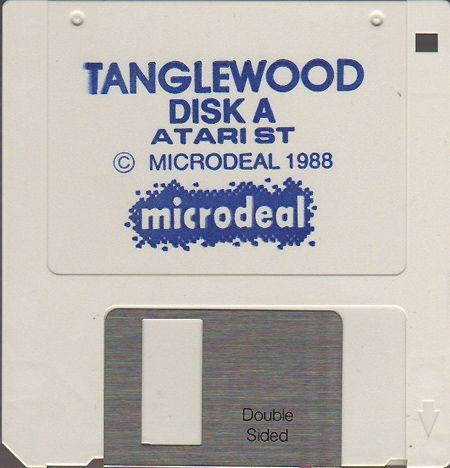 TANGLEWOOD
DISK A
ATARI ST
© MICRODEAL 1988
microdeal
Double
Sided